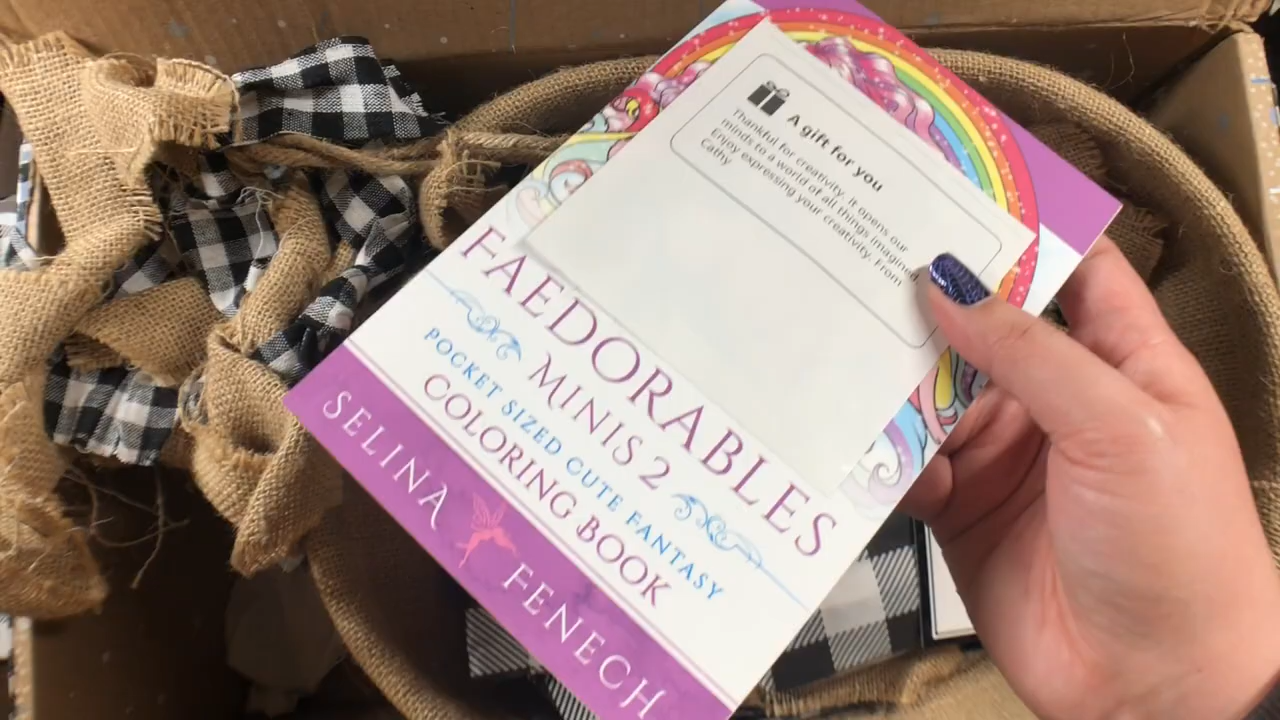 A gift for you
Thankful for creativity, it opens our
minds to a world of all things imagined
Enjoy expressing your creativity. From
Cathy
FAEDORABLES
MINIS 2
POCKET SIZED CUTE FANTASY
COLORING BOOK
SELINA FENECH